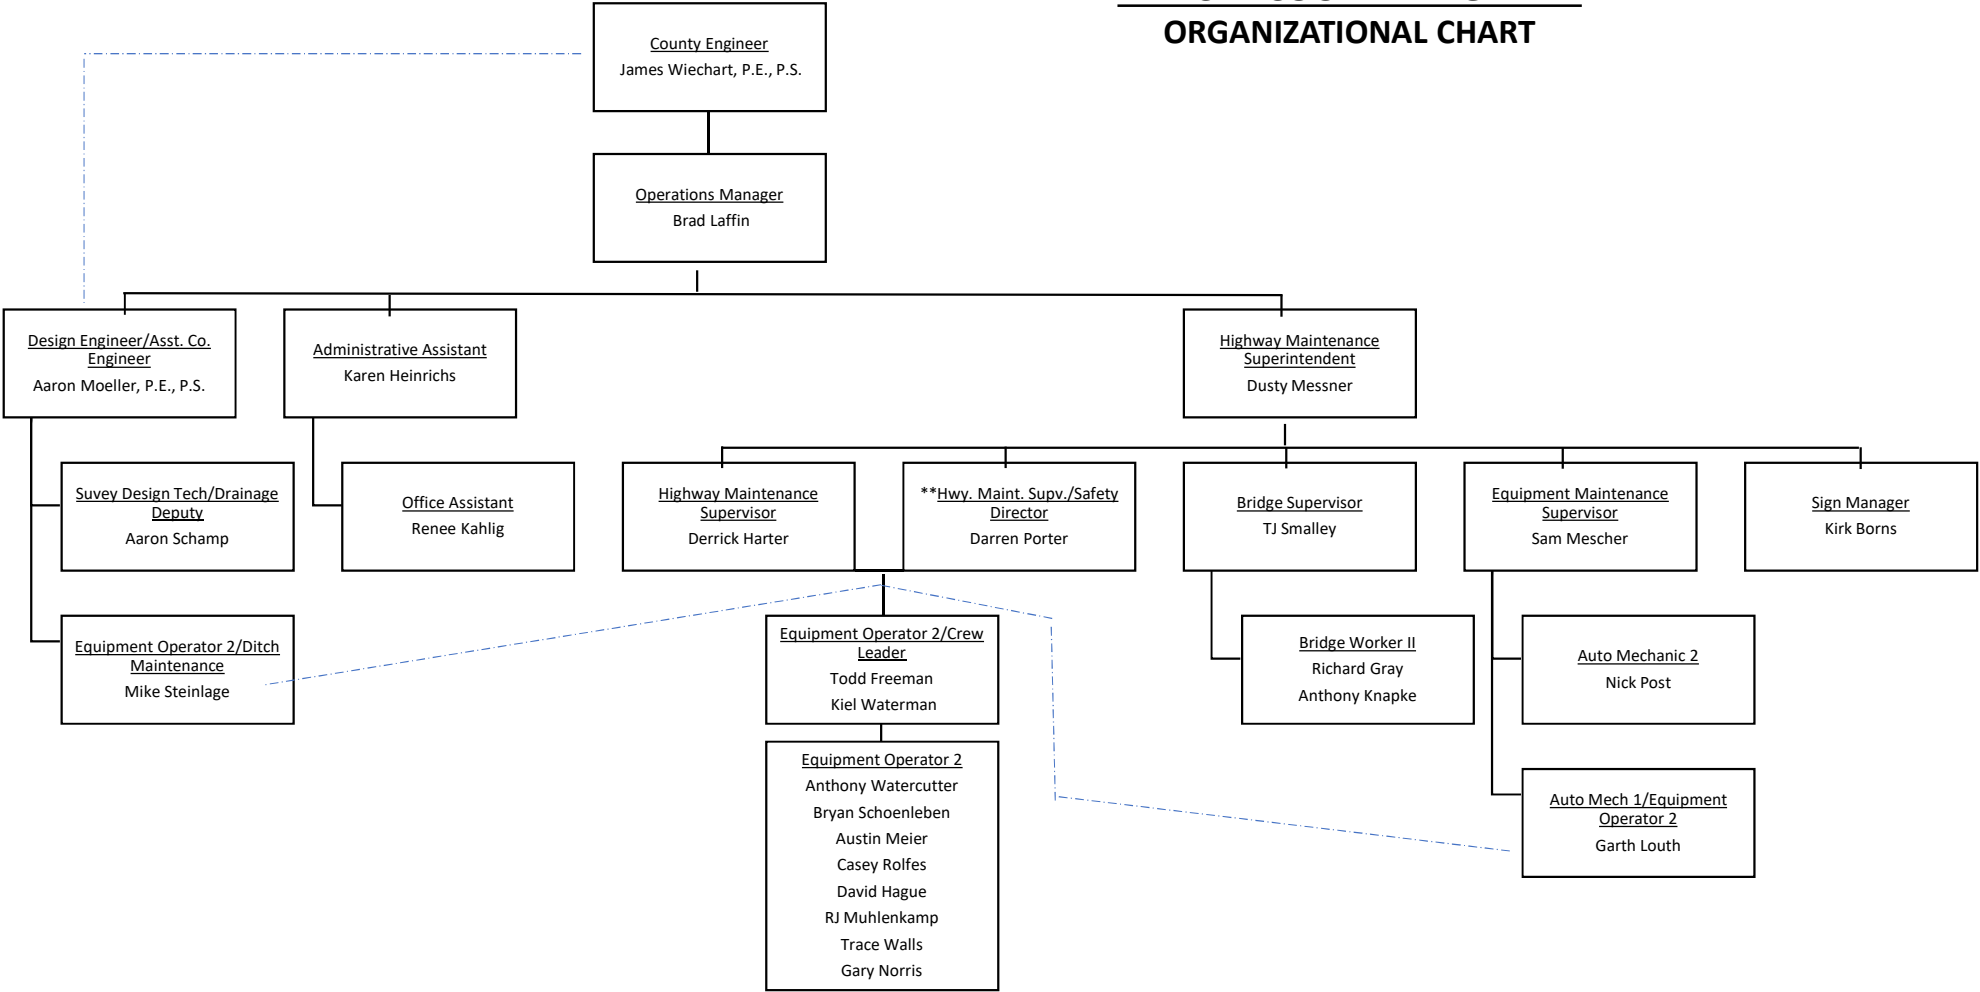 ORGANIZATIONAL CHART
County Engineer
James Wiechart, P.E., P.S.
Operations Manager
Brad Laffin
Design Engineer/Asst. Co.
Engineer
Aaron Moeller, P.E., P.S.
Administrative Assistant
Karen Heinrichs
Highway Maintenance
Superintendent
Dusty Messner
Suvey Design Tech/Drainage
Deputy
Aaron Schamp
Office Assistant
Renee Kahlig
Highway Maintenance
Supervisor
Derrick Harter
**Hwy. Maint. Supv./Safety
Director
Darren Porter
Bridge Supervisor
TJ Smalley
Equipment Maintenance
Supervisor
Sam Mescher
Sign Manager
Kirk Borns
Equipment Operator 2/Ditch
Maintenance
Mike Steinlage
Equipment Operator 2/Crew
Leader
Todd Freeman
Kiel Waterman
Bridge Worker II
Richard Gray
Anthony Knapke
Auto Mechanic 2
Nick Post
Equipment Operator 2
Anthony Watercutter
Bryan Schoenleben
Austin Meier
Casey Rolfes
David Hague
RJ Muhlenkamp
Trace Walls
Gary Norris
Auto Mech 1/Equipment
Operator 2
Garth Louth